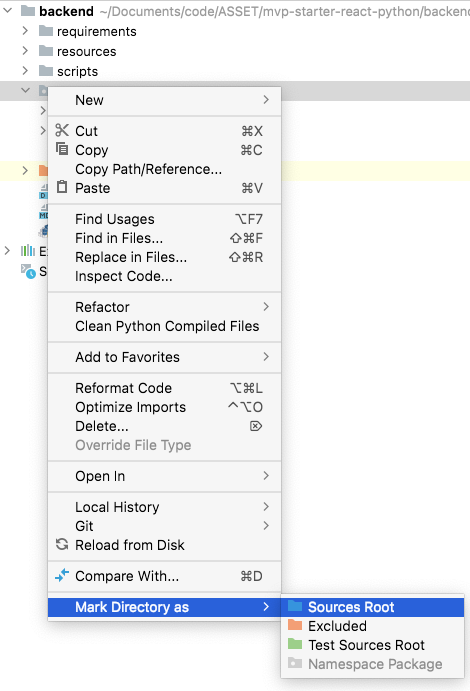 backend ~/Documents/code/ASSET/mvp-starter-react-python/backend
requirements
resources
scripts
New
Cut ⌘X
Copy ⌘C
Copy Path/Reference...
Paste ⌘V
Find Usages ⌥F7
Find in Files... ⇧⌘F
Replace in Files... ⇧⌘R
Inspect Code...
Refactor
Clean Python Compiled Files
Add to Favorites
Reformat Code ⌥⌘L
Optimize Imports ^⌥O
Delete... ⌦
Override File Type
Open In
Local History
Git
Reload from Disk
Compare With... ⌘D
Mark Directory as
Sources Root
Excluded
Test Sources Root
Namespace Package